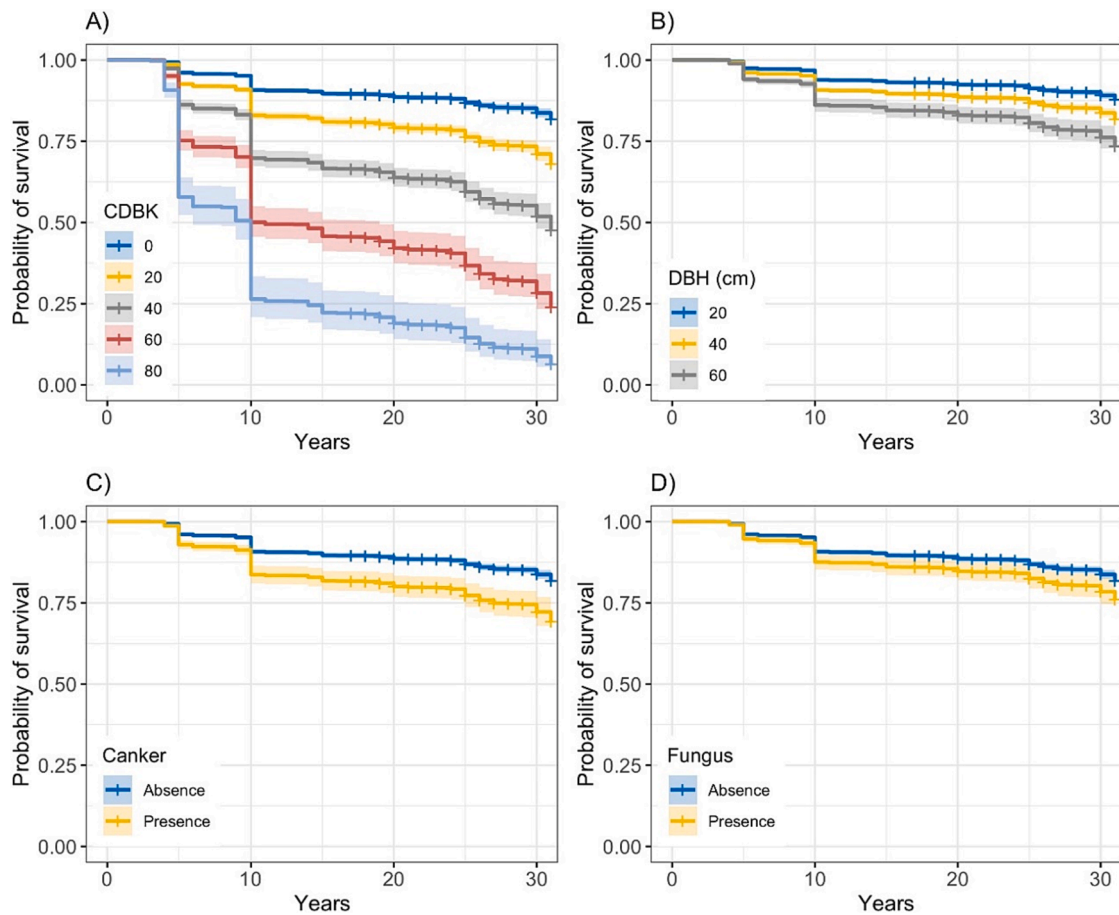 A)
Probability of survival
1.00
0.75
0.50
0.25
0.00
CDBK
0
20
40
60
80
0 10 20 30
Years
B)
Probability of survival
1.00
0.75
0.50
0.25
0.00
DBH (cm)
20
40
60
0 10 20 30
Years
C)
Probability of survival
1.00
0.75
0.50
0.25
0.00
Canker
Absence
Presence
0 10 20 30
Years
D)
Probability of survival
1.00
0.75
0.50
0.25
0.00
Fungus
Absence
Presence
0 10 20 30
Years